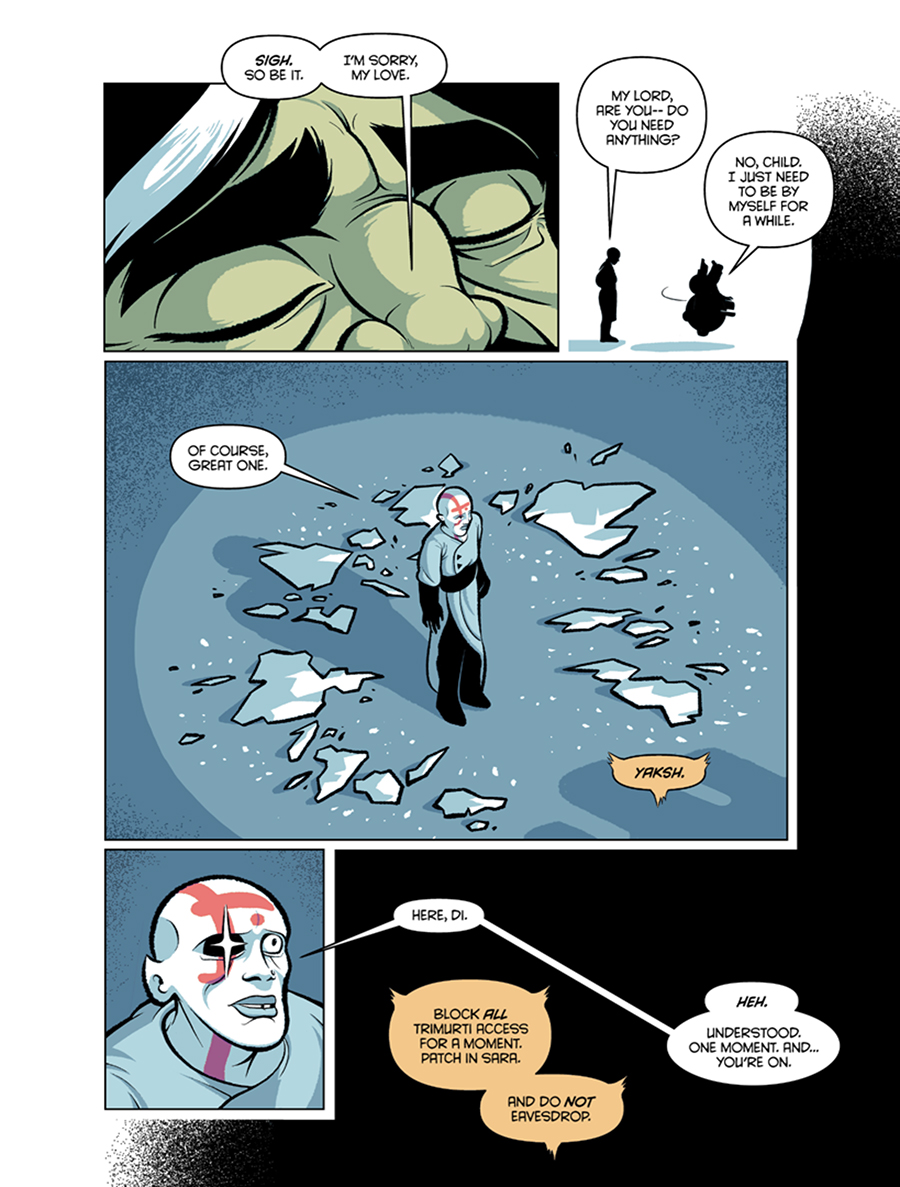 SIGH.
SO BE IT.
I'M SORRY,
MY LOVE.
MY LORD,
ARE YOU-- DO
YOU NEED
ANYTHING?
NO, CHILD.
I JUST NEED
TO BE BY
MYSELF FOR
A WHILE.
OF COURSE,
GREAT ONE.
YAKSH.
HERE, DI.
BLOCK ALL
TRIMURTI ACCESS
FOR A MOMENT.
PATCH IN SARA.
AND DO NOT
EAVESDROP.
HEH.
UNDERSTOOD.
ONE MOMENT. AND...
YOU'RE ON.